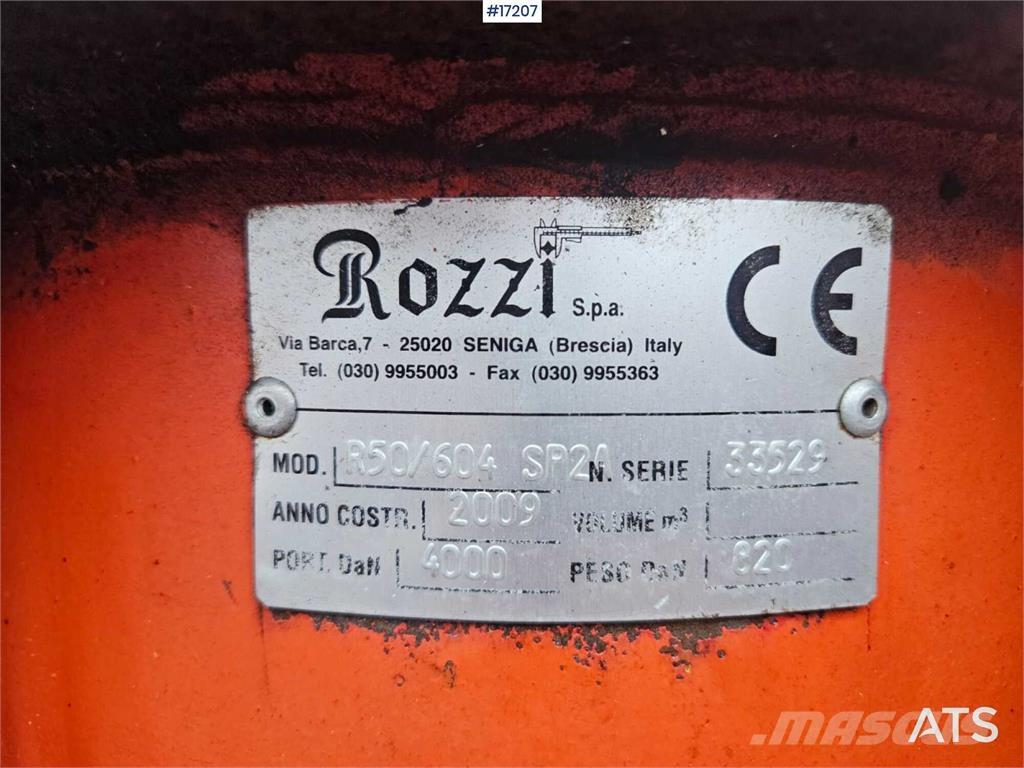 #17207
Rozzi S.p.a.
Via Barca,7 - 25020 SENIGA (Brescia) Italy
Tel. (030) 9955003 - Fax (030) 9955363
CE
MOD. R50/604 SP2A N. SERIE 33529
ANNO COSTR. 2009 VOLUME m³
PORT. DaN 4000 PESO DaN 820
MASCUS
ATS